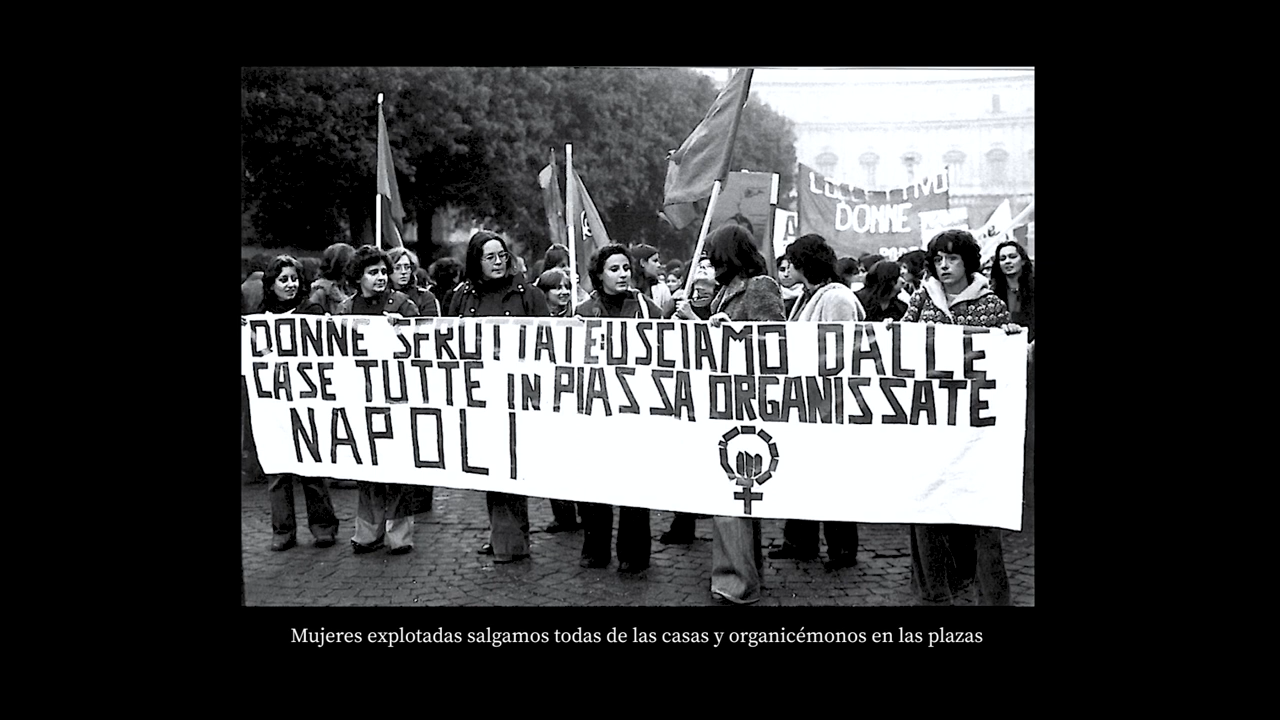 COLLETTIVO
DONNE
DONNE SFRUTTATE USCIAMO DALLE
CASE TUTTE IN PIASSA ORGANISSATE
NAPOLI
Mujeres explotadas salgamos todas de las casas y organicémonos en las plazas